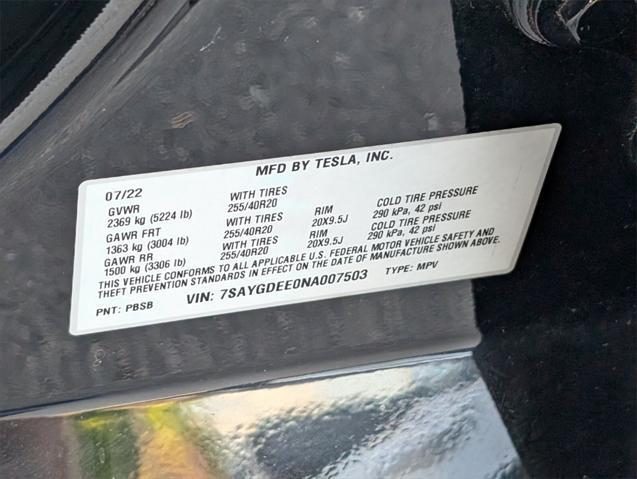 MFD BY TESLA, INC.
07/22
GVWR WITH TIRES
2369 kg (5224 lb) 255/40R20 RIM COLD TIRE PRESSURE
GAWR FRT WITH TIRES 20X9.5J 290 kPa, 42 psi
1363 kg (3004 lb) 255/40R20 RIM COLD TIRE PRESSURE
GAWR RR WITH TIRES 20X9.5J 290 kPa, 42 psi
1500 kg (3306 lb) 255/40R20
THIS VEHICLE CONFORMS TO ALL APPLICABLE U.S. FEDERAL MOTOR VEHICLE SAFETY AND
THEFT PREVENTION STANDARDS IN EFFECT ON THE DATE OF MANUFACTURE SHOWN ABOVE.
PNT: PBSB VIN: 7SAYGDEE0NA007503 TYPE: MPV